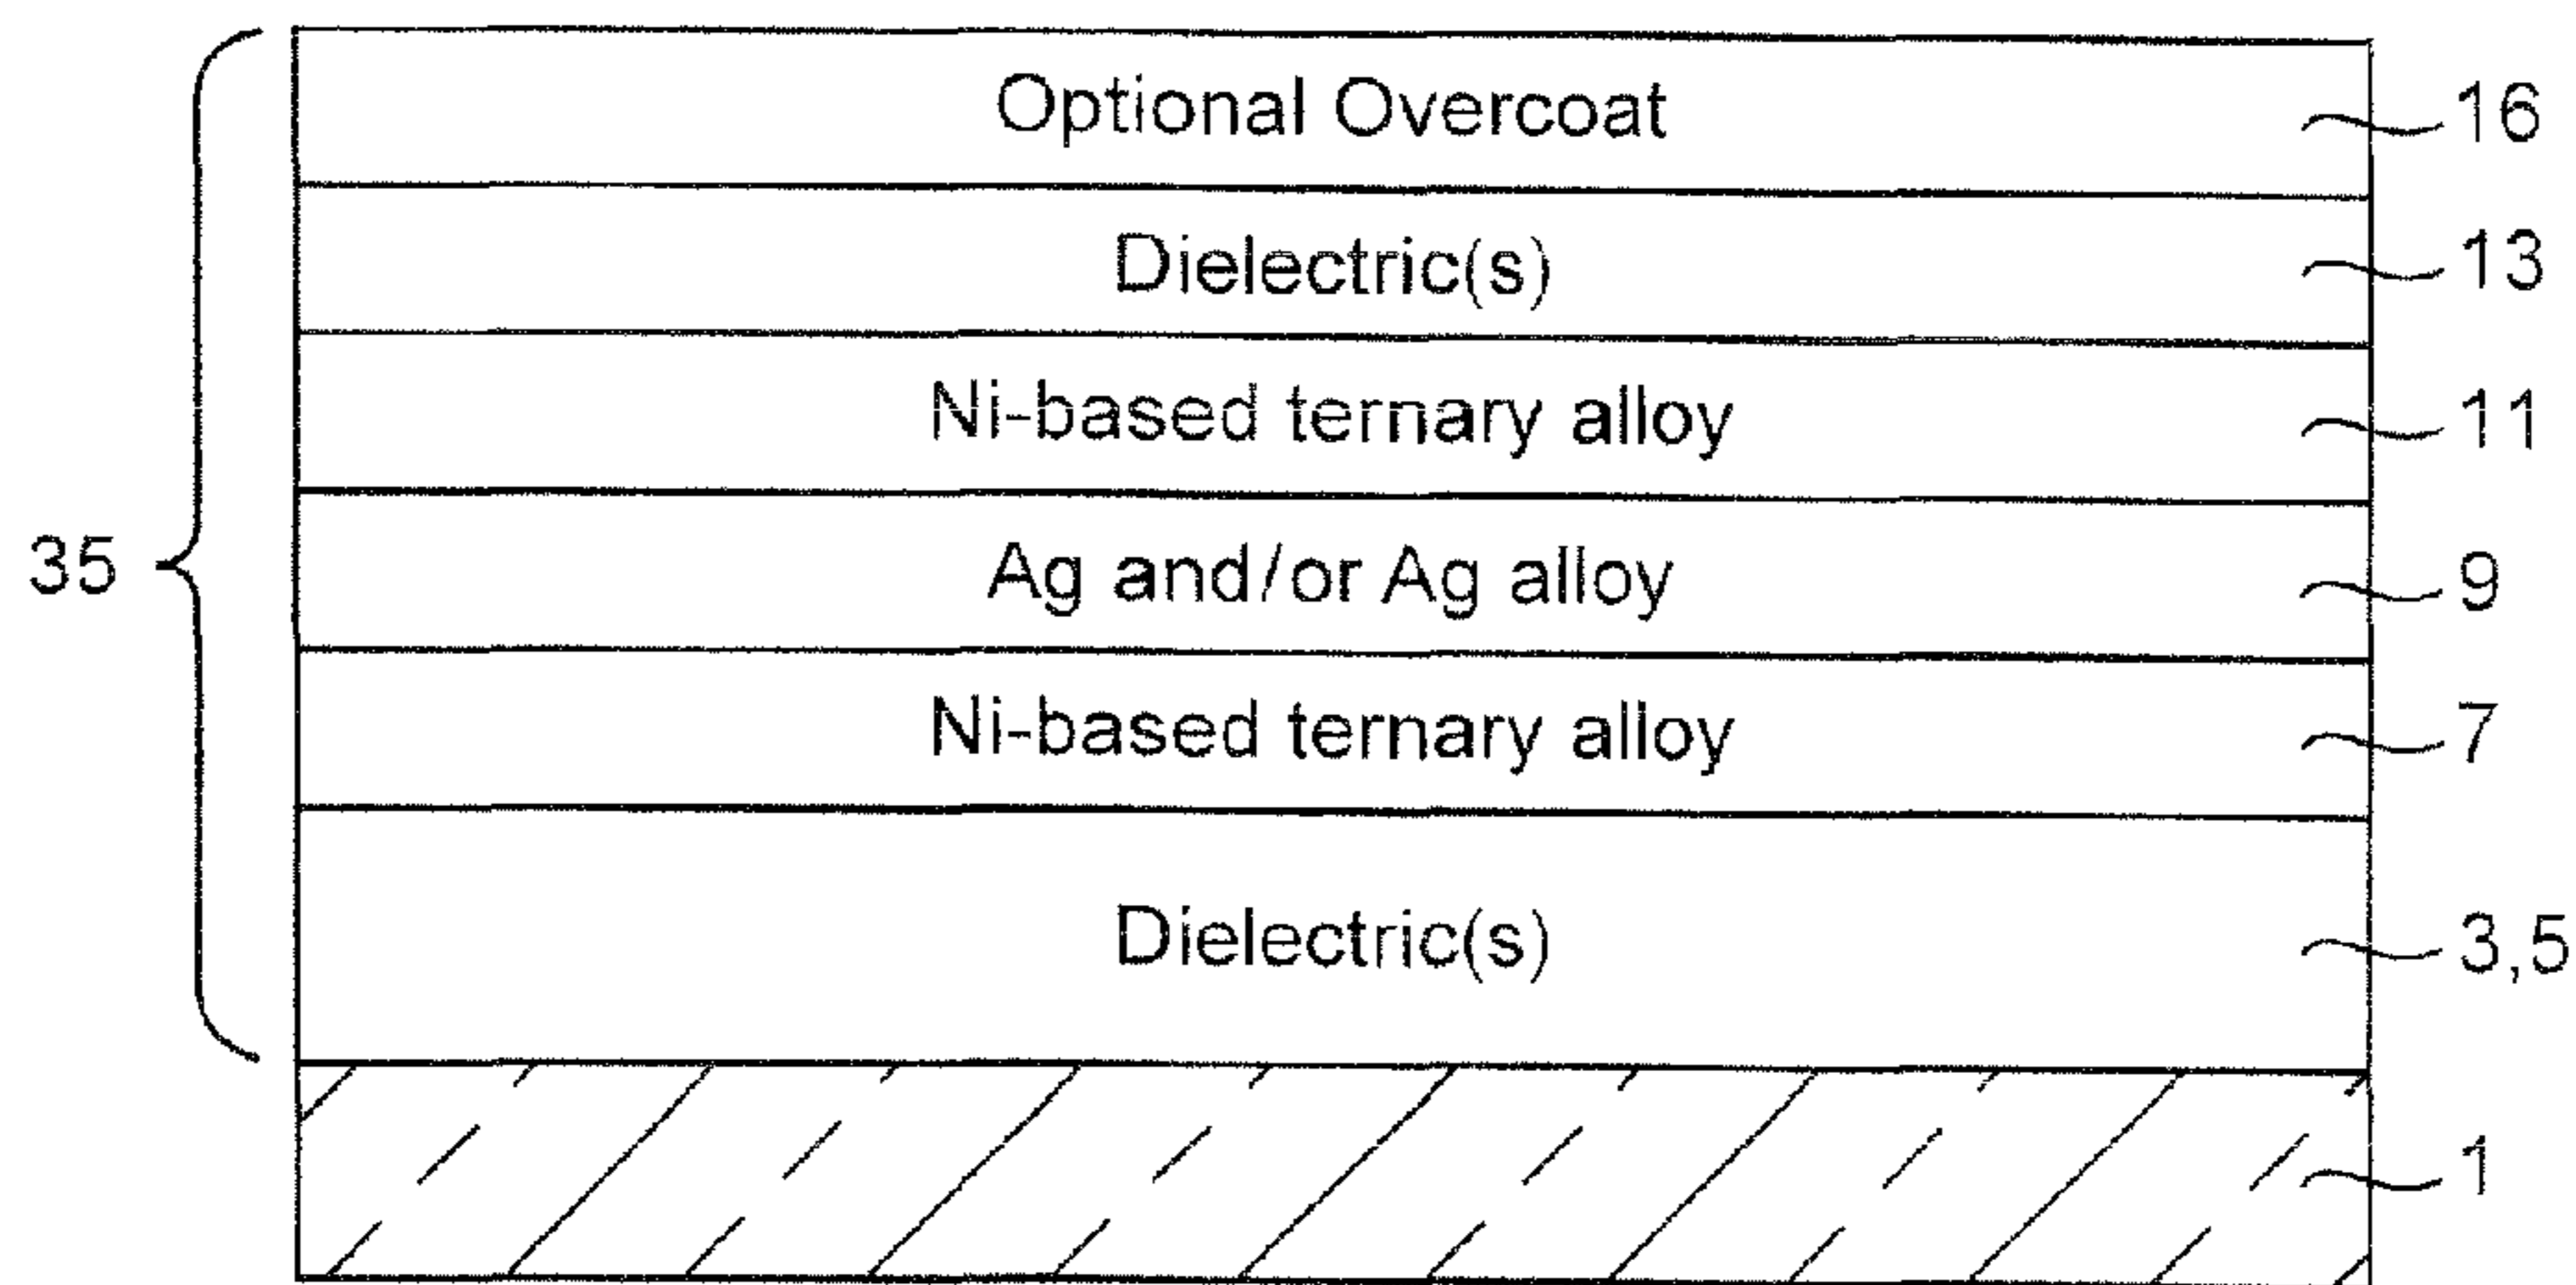 Optional Overcoat 16
Dielectric(s) 13
Ni-based ternary alloy 11
35
Ag and/or Ag alloy 9
Ni-based ternary alloy 7
Dielectric(s) 3,5
1